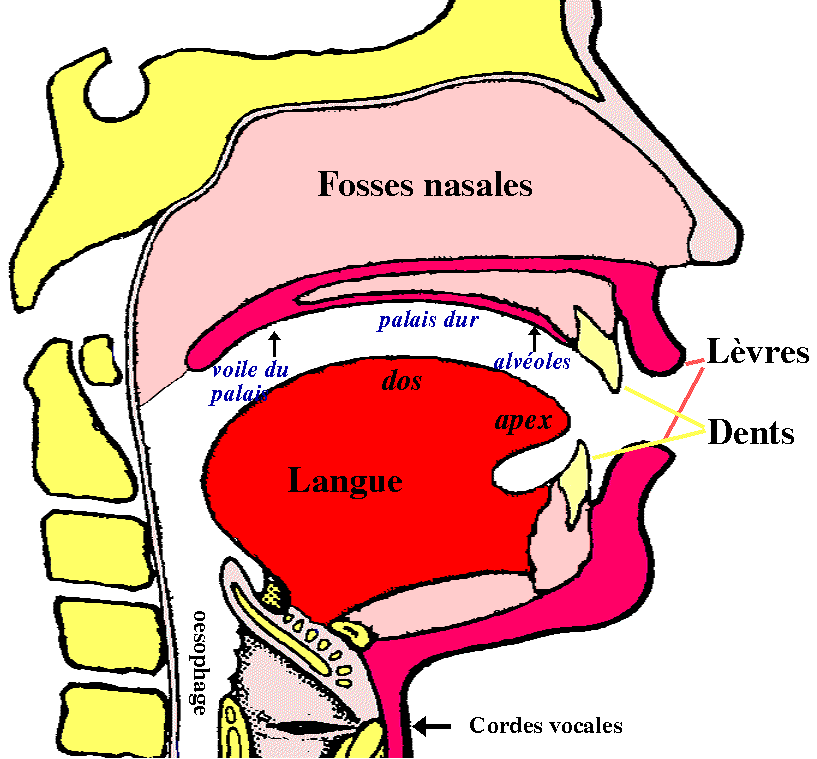 Fosses nasales
palais dur
voile du
palais
alvéoles
Lèvres
dos
apex
Dents
Langue
oesophage
Cordes vocales